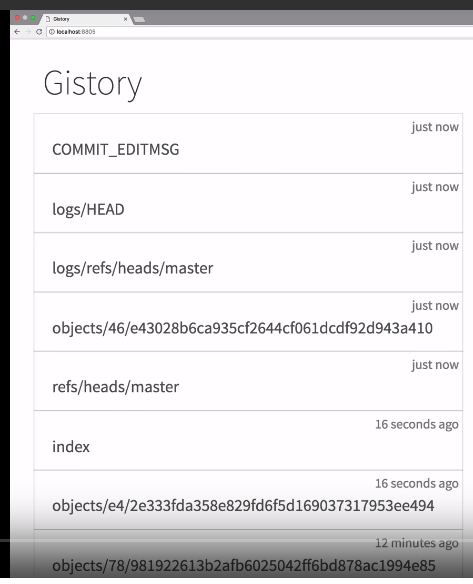 Gistory
localhost:8806
Gistory
just now
COMMIT_EDITMSG
just now
logs/HEAD
just now
logs/refs/heads/master
just now
objects/46/e43028b6ca935cf2644cf061dcdf92d943a410
just now
refs/heads/master
16 seconds ago
index
16 seconds ago
objects/e4/2e333fda358e829fd6f5d169037317953ee494
12 minutes ago
objects/78/981922613b2afb6025042ff6bd878ac1994e85